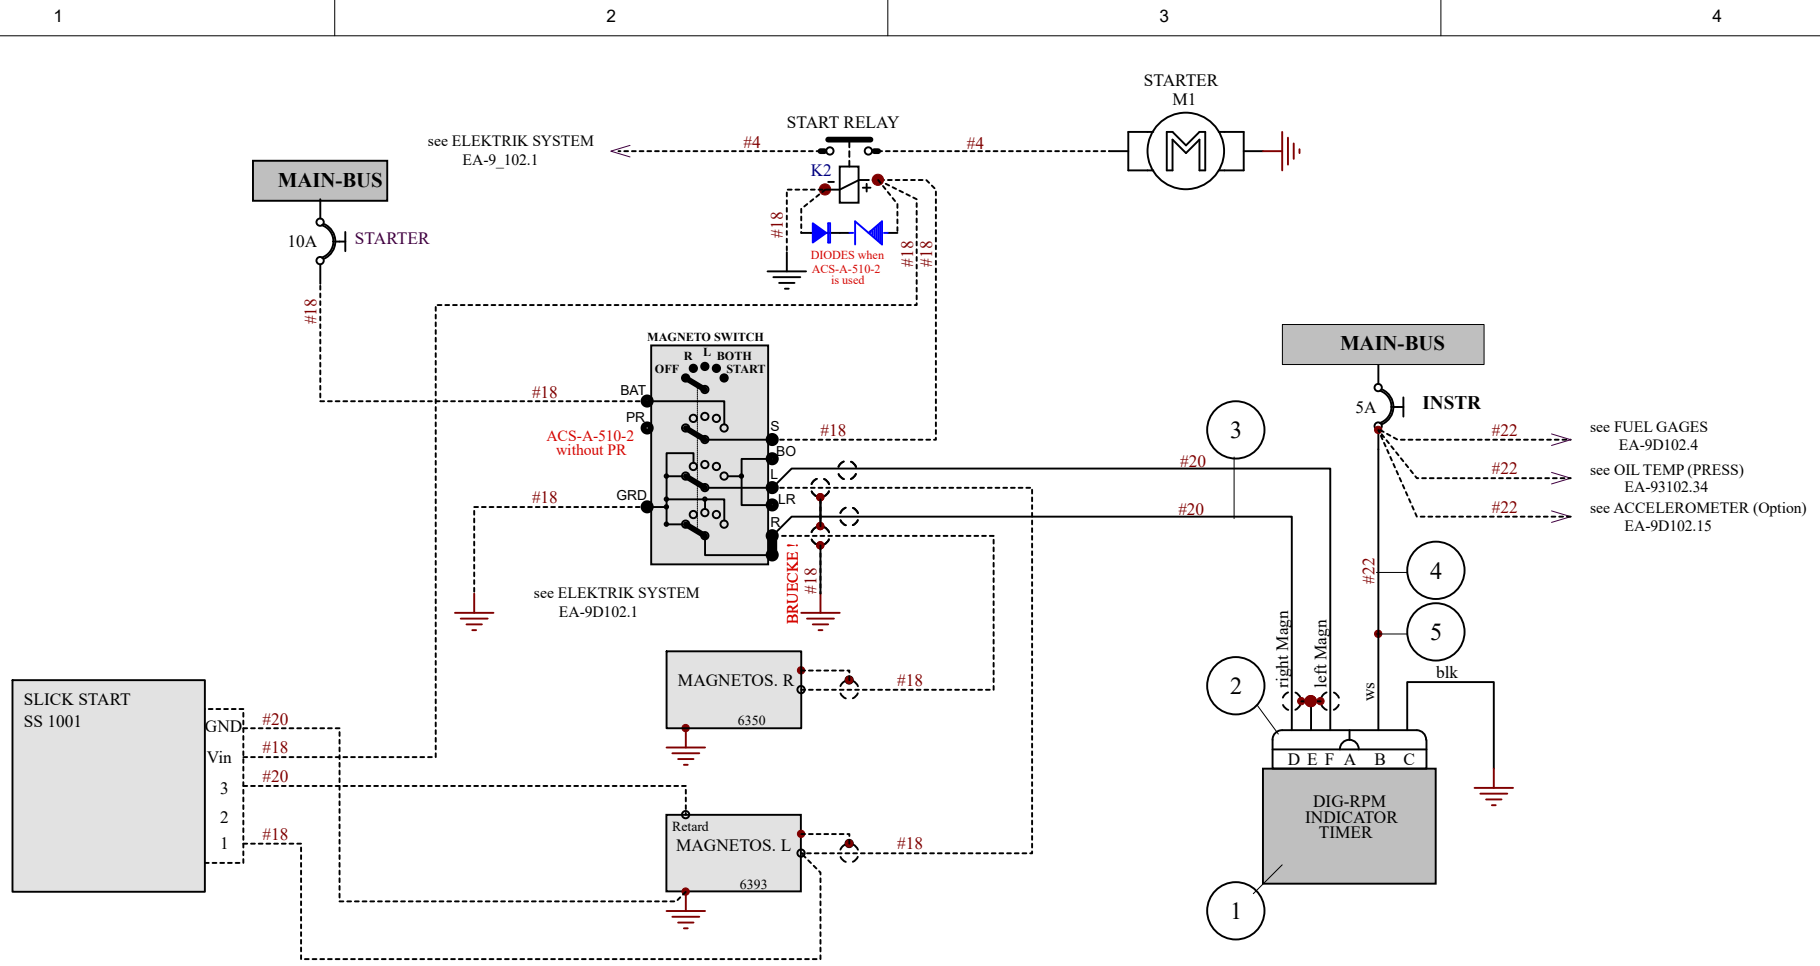 1
2
3
4
STARTER
M1
START RELAY
see ELEKTRIK SYSTEM
EA-9_102.1
#4
#4
K2
-
+
MAIN-BUS
10A
STARTER
#18
#18
#18
#18
DIODES when
ACS-A-510-2
is used
MAGNETO SWITCH
R
L
BOTH
OFF
START
BAT
PR
GRD
S
BO
L
LR
R
#18
ACS-A-510-2
without PR
#18
#18
see ELEKTRIK SYSTEM
EA-9D102.1
BRUECKE !
#18
#20
#20
3
MAIN-BUS
5A
INSTR
#22
see FUEL GAGES
EA-9D102.4
#22
see OIL TEMP (PRESS)
EA-93102.34
#22
see ACCELEROMETER (Option)
EA-9D102.15
#22
4
5
right Magn
left Magn
ws
blk
2
D E F A B C
DIG-RPM
INDICATOR
TIMER
1
MAGNETOS. R
6350
#18
SLICK START
SS 1001
GND
Vin
3
2
1
#20
#18
#20
#18
Retard
MAGNETOS. L
6393
#18